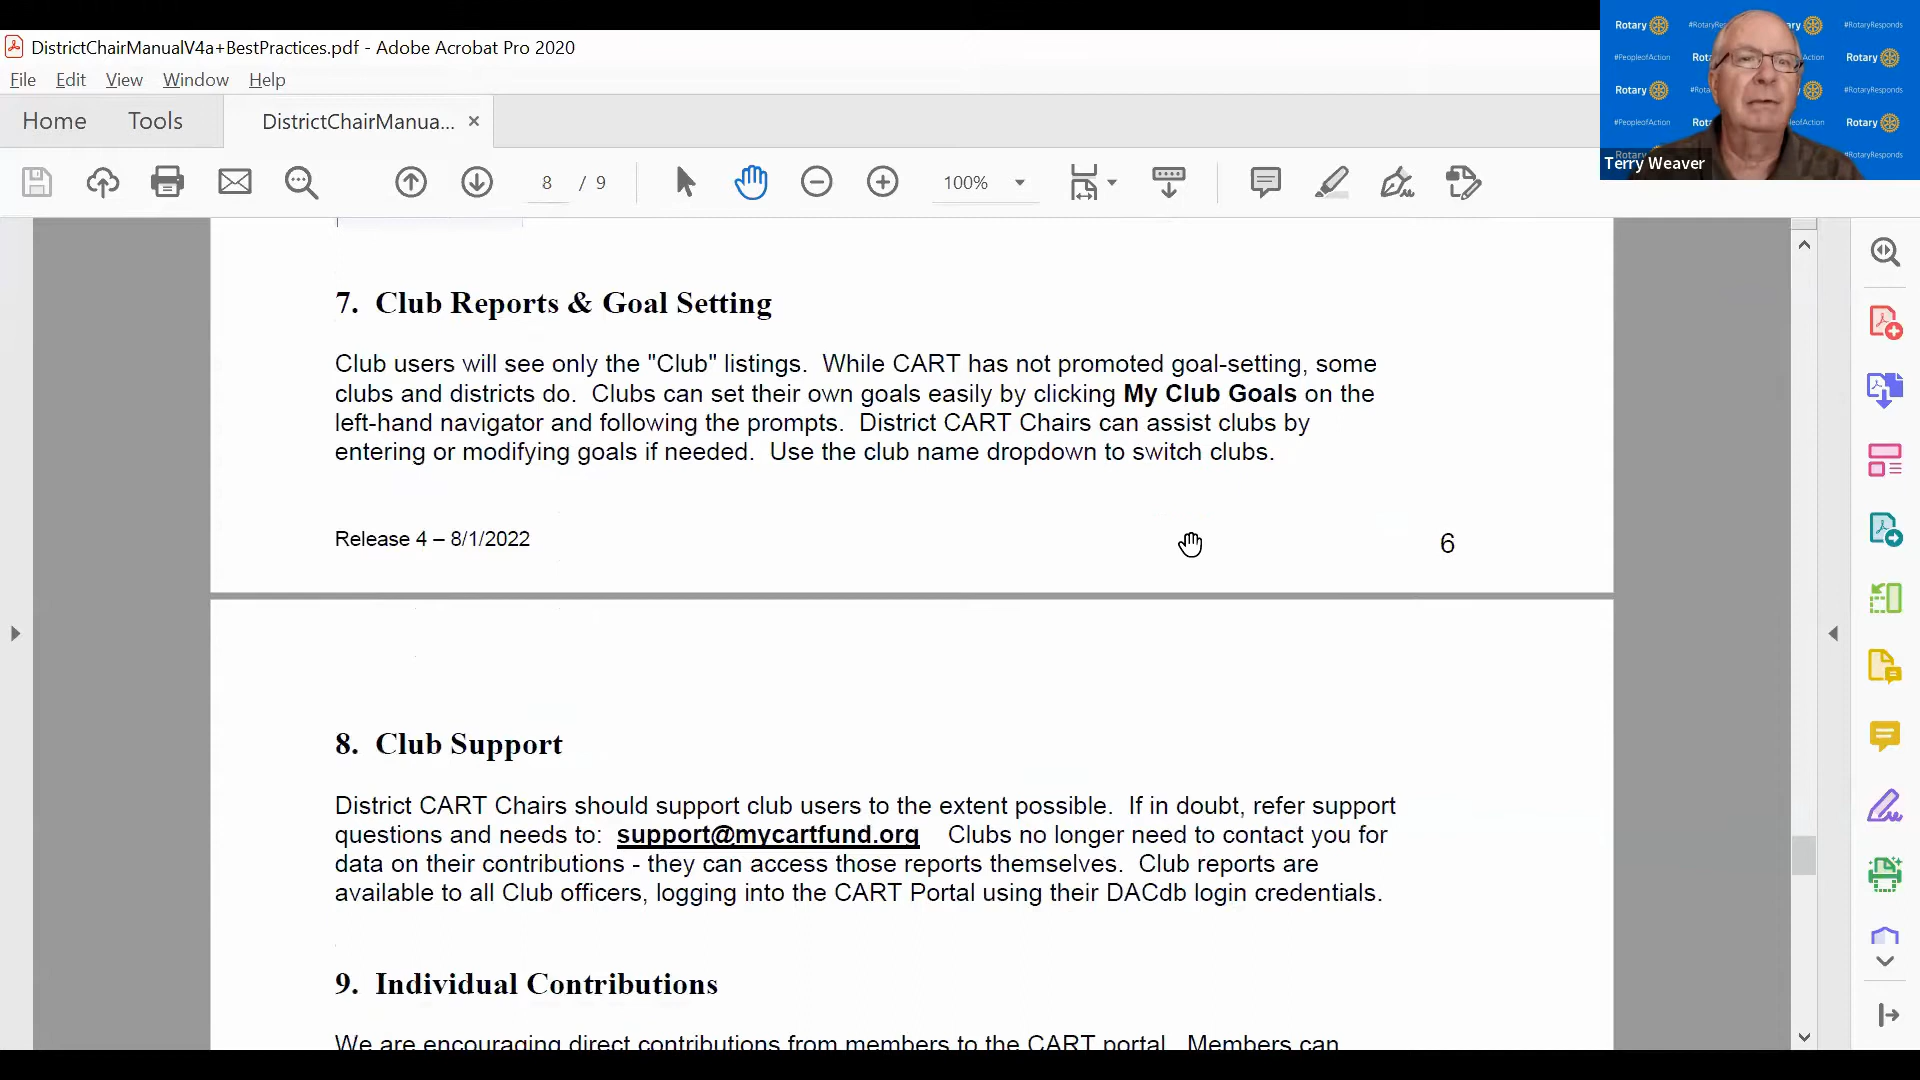 DistrictChairManualV4a+BestPractices.pdf - Adobe Acrobat Pro 2020
File Edit View Window Help
Home Tools DistrictChairManua... ×
8 / 9 100%
Rotary #RotaryResponds
#PeopleofAction Rotary
Rotary #RotaryResponds
#PeopleofAction Rotary
#RotaryResponds
Terry Weaver
7. Club Reports & Goal Setting
Club users will see only the "Club" listings. While CART has not promoted goal-setting, some
clubs and districts do. Clubs can set their own goals easily by clicking My Club Goals on the
left-hand navigator and following the prompts. District CART Chairs can assist clubs by
entering or modifying goals if needed. Use the club name dropdown to switch clubs.
Release 4 – 8/1/2022 6
8. Club Support
District CART Chairs should support club users to the extent possible. If in doubt, refer support
questions and needs to: support@mycartfund.org Clubs no longer need to contact you for
data on their contributions - they can access those reports themselves. Club reports are
available to all Club officers, logging into the CART Portal using their DACdb login credentials.
9. Individual Contributions
We are encouraging direct contributions from members to the CART portal. Members can